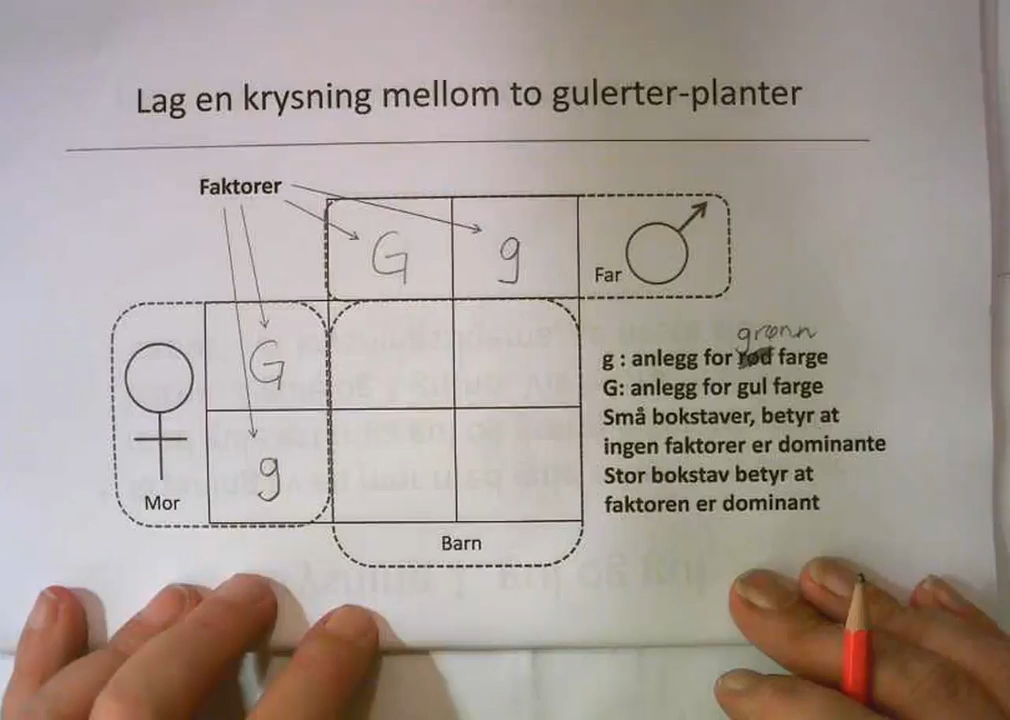 Lag en krysning mellom to gulerter-planter
Faktorer
G g
Far
G
g
Mor
Barn
grønn
g : anlegg for rød farge
G: anlegg for gul farge
Små bokstaver, betyr at
ingen faktorer er dominante
Stor bokstav betyr at
faktoren er dominant